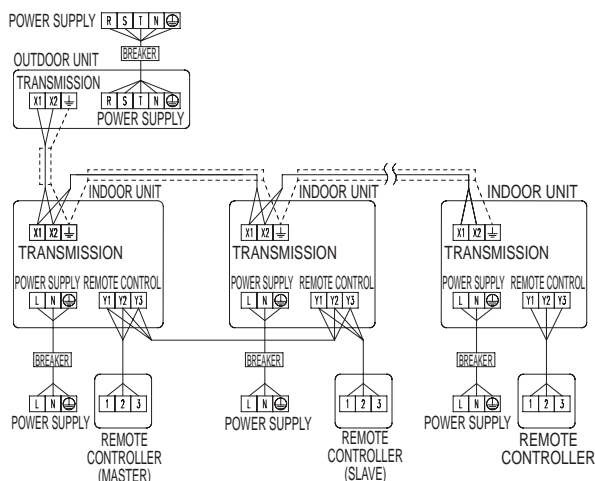 POWER SUPPLY R S T N
BREAKER
OUTDOOR UNIT
TRANSMISSION
X1 X2 R S T N
POWER SUPPLY
INDOOR UNIT INDOOR UNIT INDOOR UNIT
X1 X2 X1 X2 X1 X2
TRANSMISSION TRANSMISSION TRANSMISSION
POWER SUPPLY REMOTE CONTROL POWER SUPPLY REMOTE CONTROL POWER SUPPLY REMOTE CONTROL
L N Y1 Y2 Y3 L N Y1 Y2 Y3 L N Y1 Y2 Y3
BREAKER BREAKER BREAKER
L N 1 2 3 L N 1 2 3 L N 1 2 3
POWER SUPPLY POWER SUPPLY POWER SUPPLY
REMOTE REMOTE REMOTE
CONTROLLER CONTROLLER CONTROLLER
(MASTER) (SLAVE)